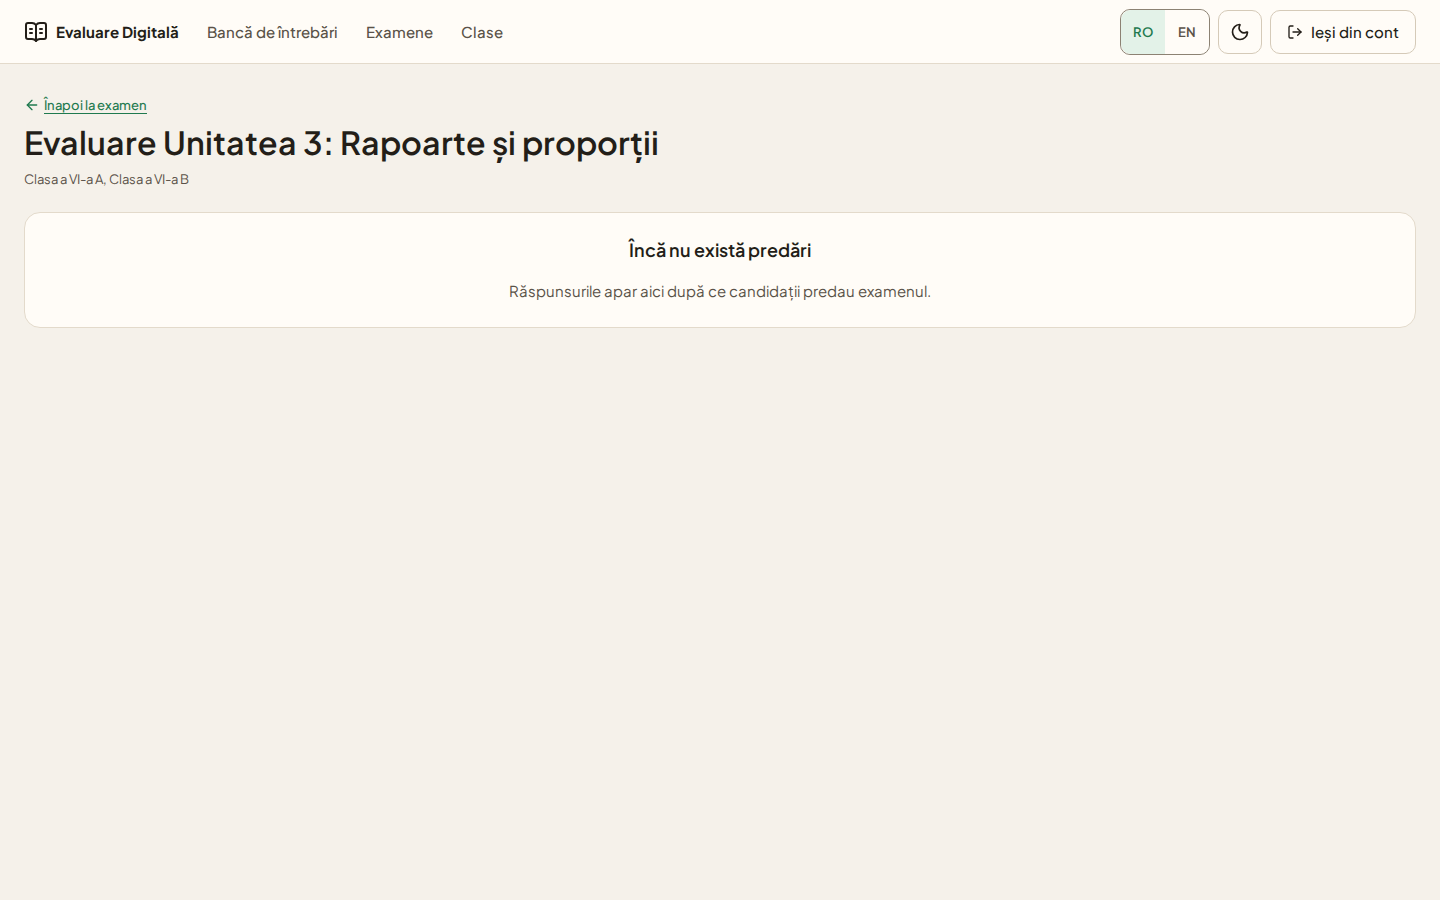 Evaluare Digitală Bancă de întrebări Examene Clase RO EN Ieși din cont
Înapoi la examen
Evaluare Unitatea 3: Rapoarte și proporții
Clasa a VI-a A, Clasa a VI-a B
Încă nu există predări
Răspunsurile apar aici după ce candidații predau examenul.